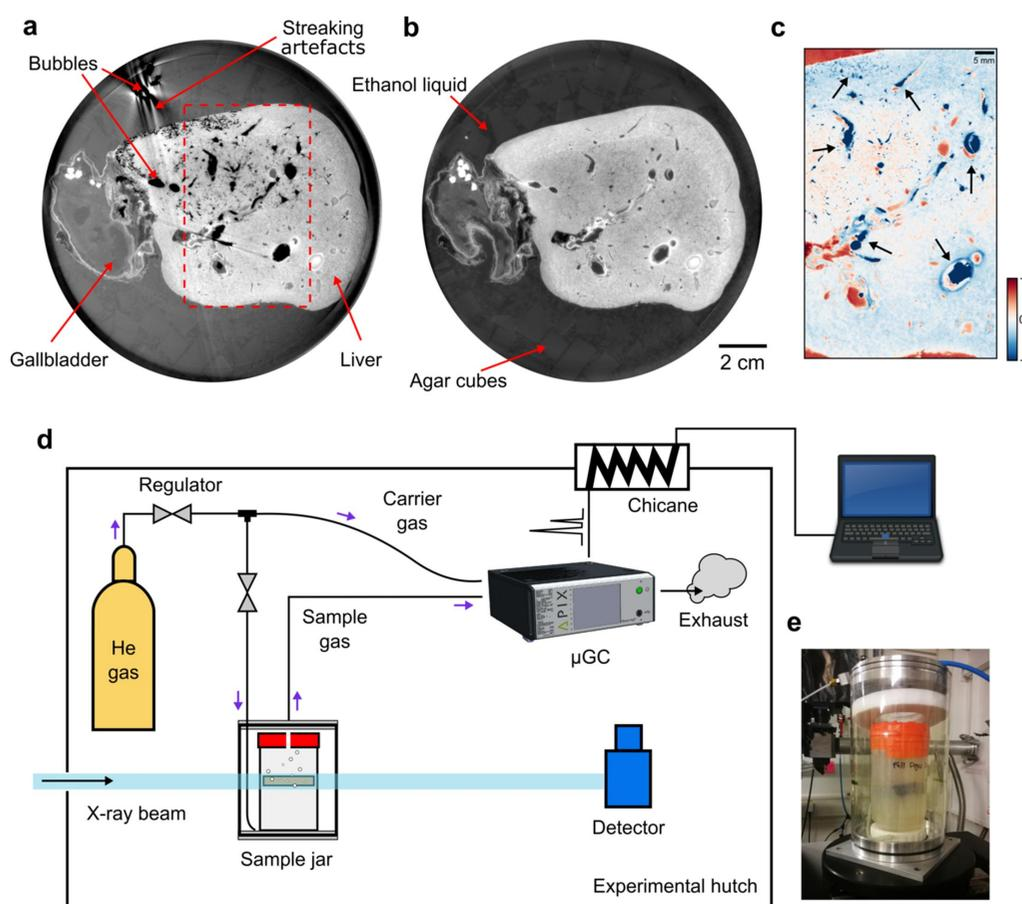 a
Streaking
artefacts
Bubbles
Gallbladder
Liver
b
Ethanol liquid
Agar cubes
2 cm
c
5 mm
d
Regulator
Carrier
gas
Chicane
He
gas
Sample
gas
APIX
µGC
Exhaust
X-ray beam
Sample jar
Detector
Experimental hutch
e